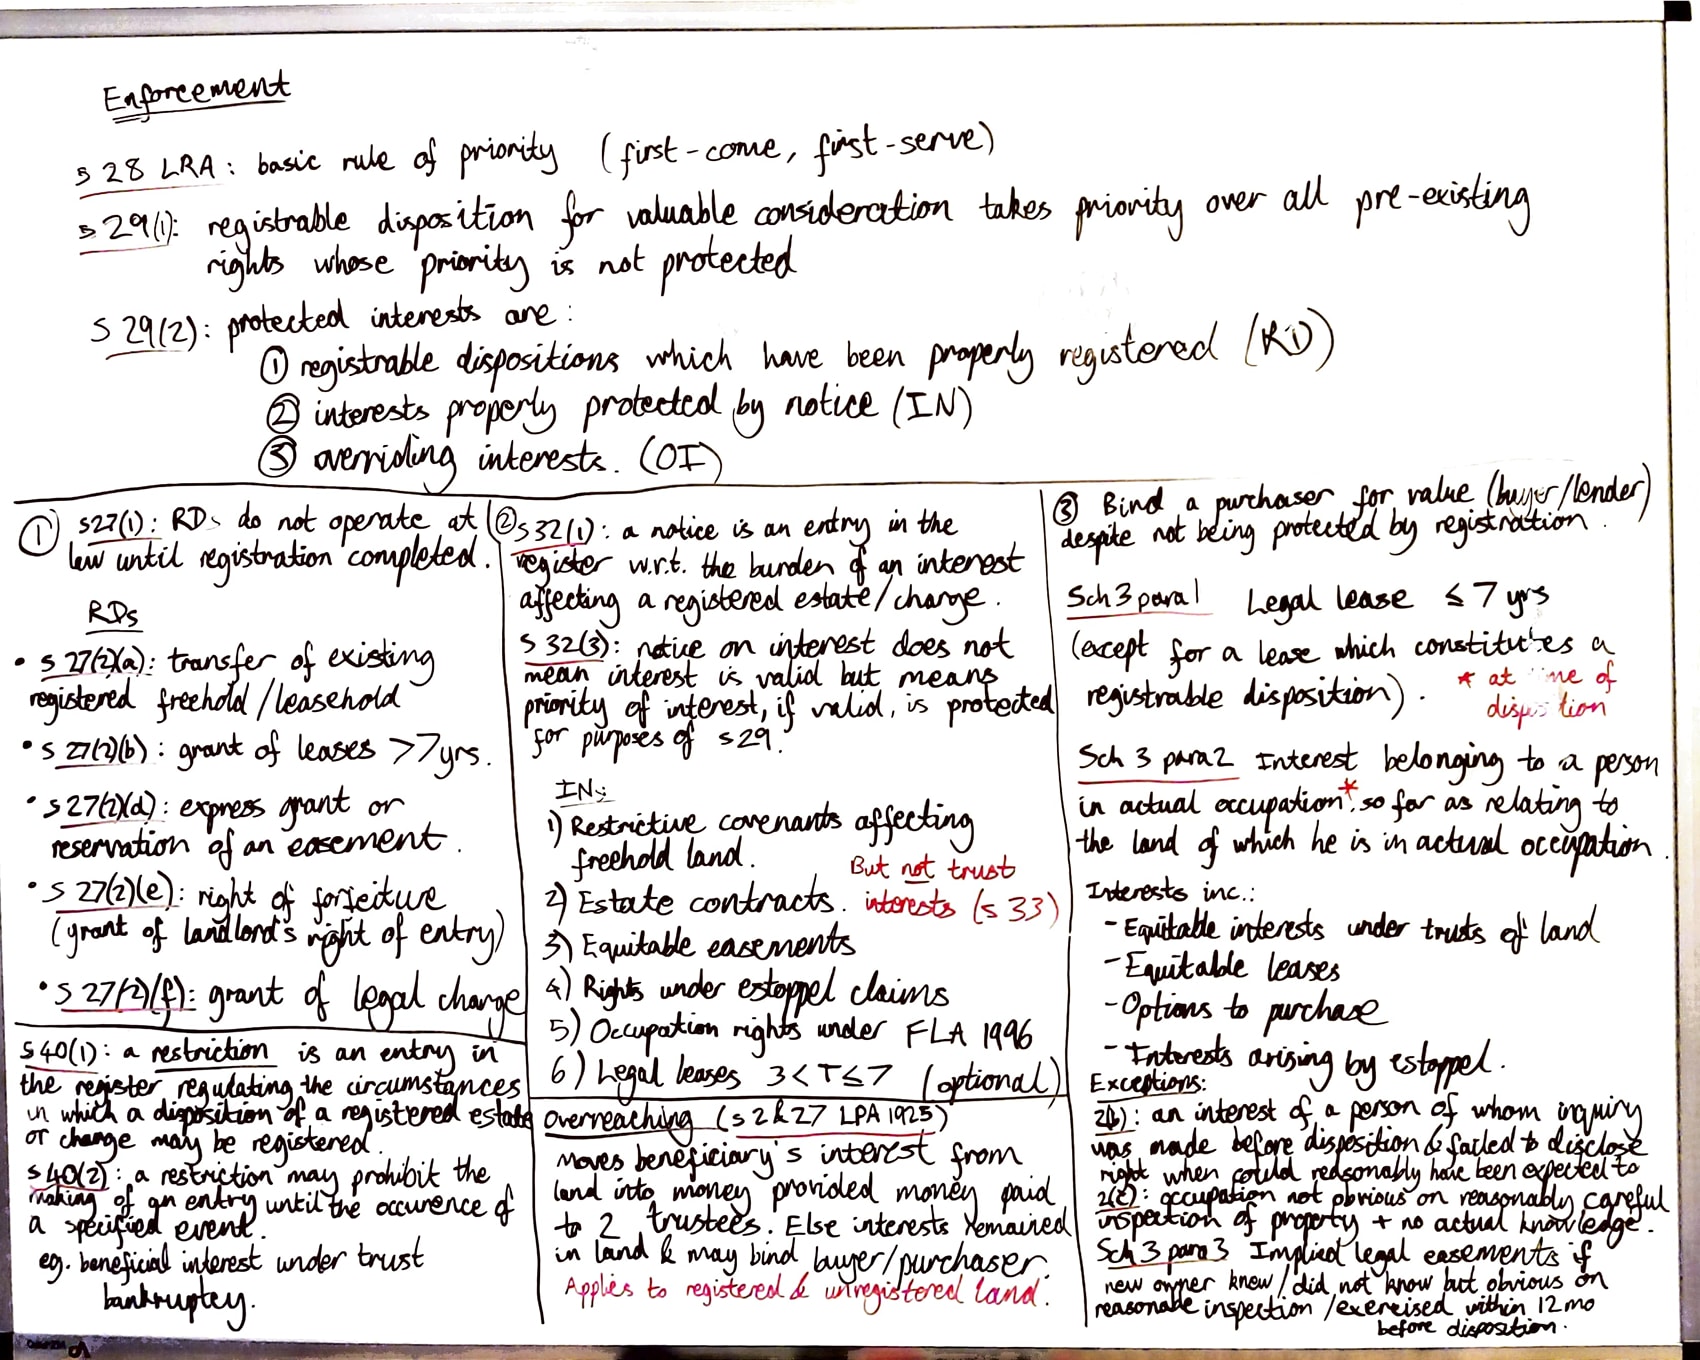 Enforcement
s 28 LRA : basic rule of priority (first-come, first-serve)
s 29(1): registrable disposition for valuable consideration takes priority over all pre-existing
rights whose priority is not protected
s 29(2): protected interests are :
① registrable dispositions which have been properly registered (RD)
② interests properly protected by notice (IN)
③ overriding interests. (OI)
① s27(1): RDs do not operate at
law until registration completed.
RDs
• s 27(2)(a): transfer of existing
registered freehold/leasehold
• s 27(2)(b): grant of leases >7yrs.
• s 27(2)(d): express grant or
reservation of an easement.
• s 27(2)(e): right of forfeiture
(grant of landlord's right of entry)
• s 27(2)(f): grant of legal charge
s 40(1): a restriction is an entry in
the register regulating the circumstances
in which a disposition of a registered estate
or charge may be registered.
s 40(2): a restriction may prohibit the
making of an entry until the occurence of
a specified event.
eg. beneficial interest under trust
bankruptcy.
② s 32(1): a notice is an entry in the
register w.r.t. the burden of an interest
affecting a registered estate/charge.
s 32(3): notice on interest does not
mean interest is valid but means
priority of interest, if valid, is protected
for purposes of s29.
INs
1) Restrictive covenants affecting
freehold land.
But not trust
2) Estate contracts. interests (s 33)
3) Equitable easements
4) Rights under estoppel claims
5) Occupation rights under FLA 1996
6) Legal leases 3<T≤7 (optional)
Overreaching (s 2 & 27 LPA 1925)
moves beneficiary's interest from
land into money provided money paid
to 2 trustees. Else interests remained
in land & may bind buyer/purchaser.
Applies to registered & unregistered land.
③ Bind a purchaser for value (buyer/lender)
despite not being protected by registration.
Sch 3 para 1 Legal lease ≤ 7 yrs
(except for a lease which constitutes a
registrable disposition).
* at me of
dispo tion
Sch 3 para 2 Interest belonging to a person
in actual occupation*, so far as relating to
the land of which he is in actual occupation.
Interests inc.:
- Equitable interests under trusts of land
- Equitable leases
- Options to purchase
- Interests arising by estoppel.
Exceptions:
2(b): an interest of a person of whom inquiry
was made before disposition & failed to disclose
right when could reasonably have been expected to
2(c): occupation not obvious on reasonably careful
inspection of property + no actual knowledge.
Sch 3 para 3 Implied legal easements if
new owner knew/did not know but obvious on
reasonable inspection/exercised within 12 mo
before disposition.